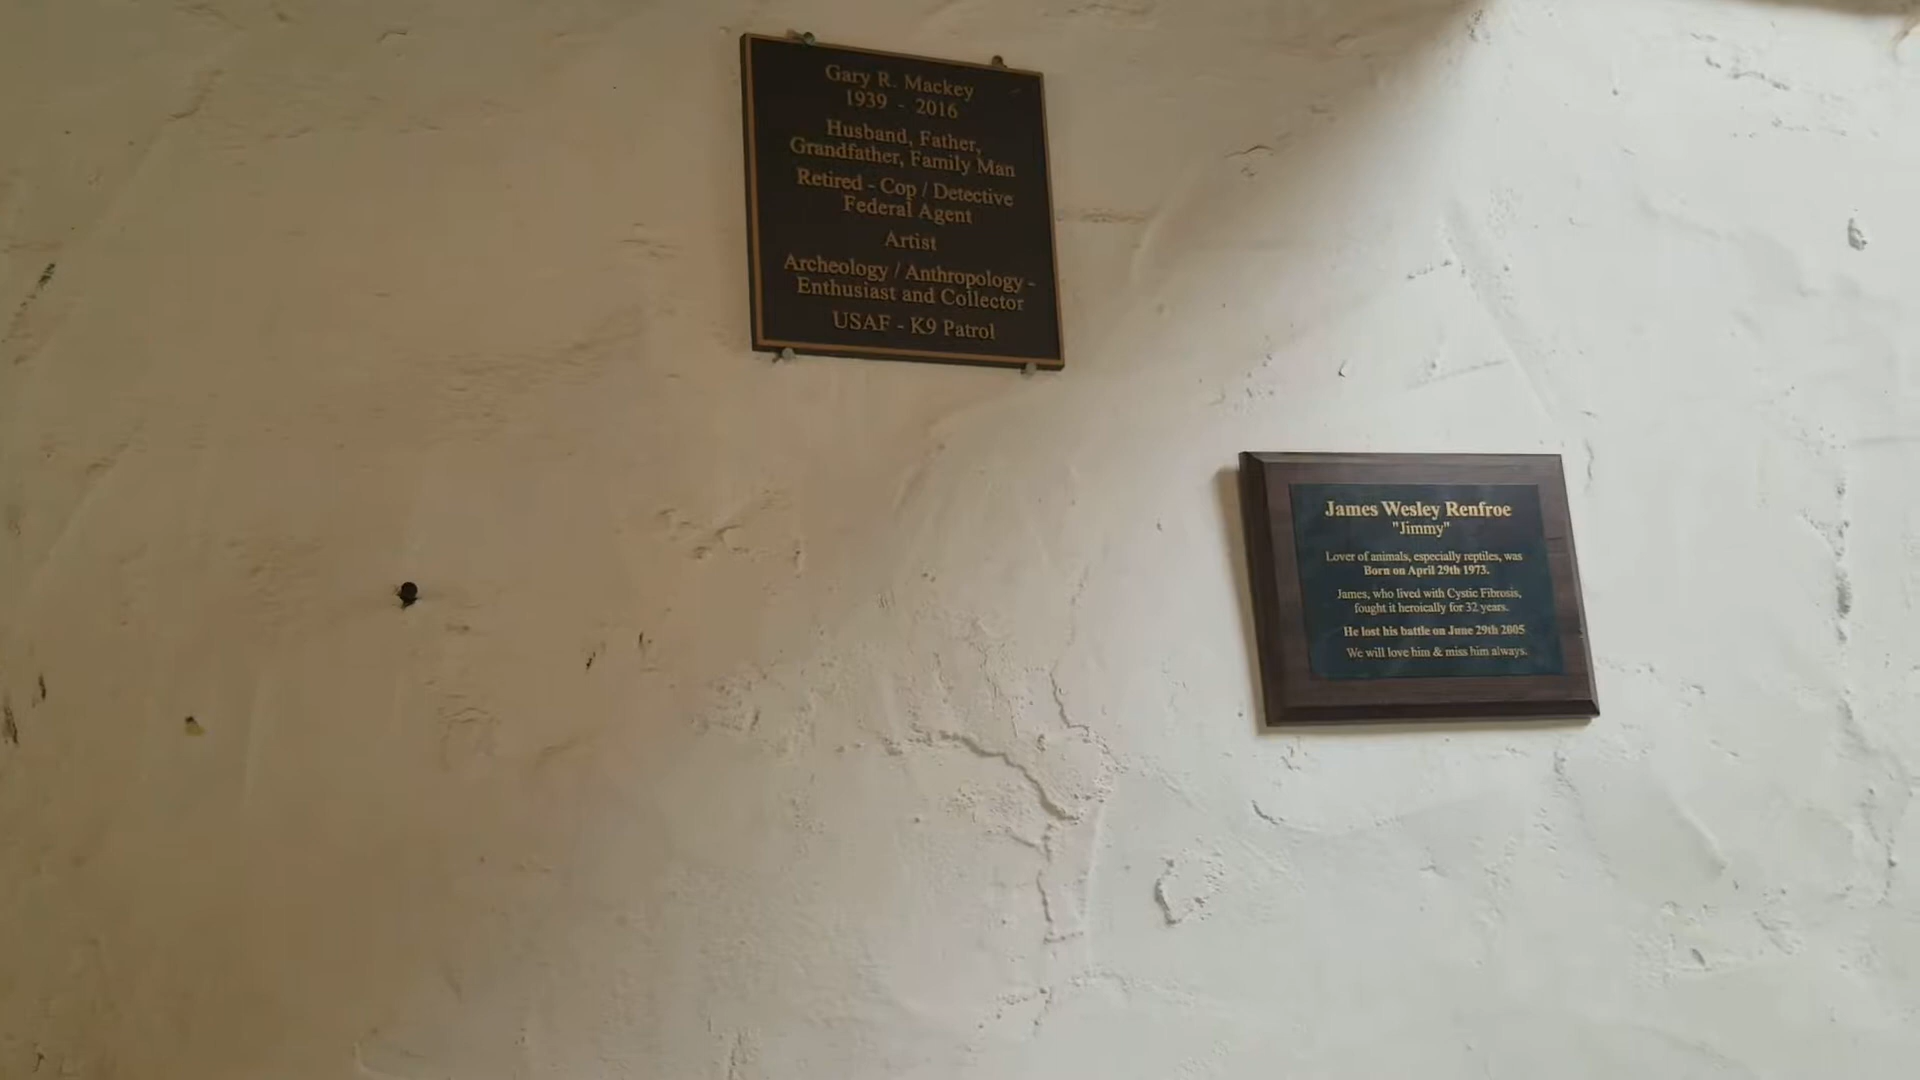 Gary R. Mackey
1939 - 2016
Husband, Father,
Grandfather, Family Man
Retired - Cop / Detective
Federal Agent
Artist
Archeology / Anthropology -
Enthusiast and Collector
USAF - K9 Patrol
James Wesley Renfroe
"Jimmy"
Lover of animals, especially reptiles, was
Born on April 29th 1973.
James, who lived with Cystic Fibrosis,
fought it heroically for 32 years.
He lost his battle on June 29th 2005
We will love him & miss him always.